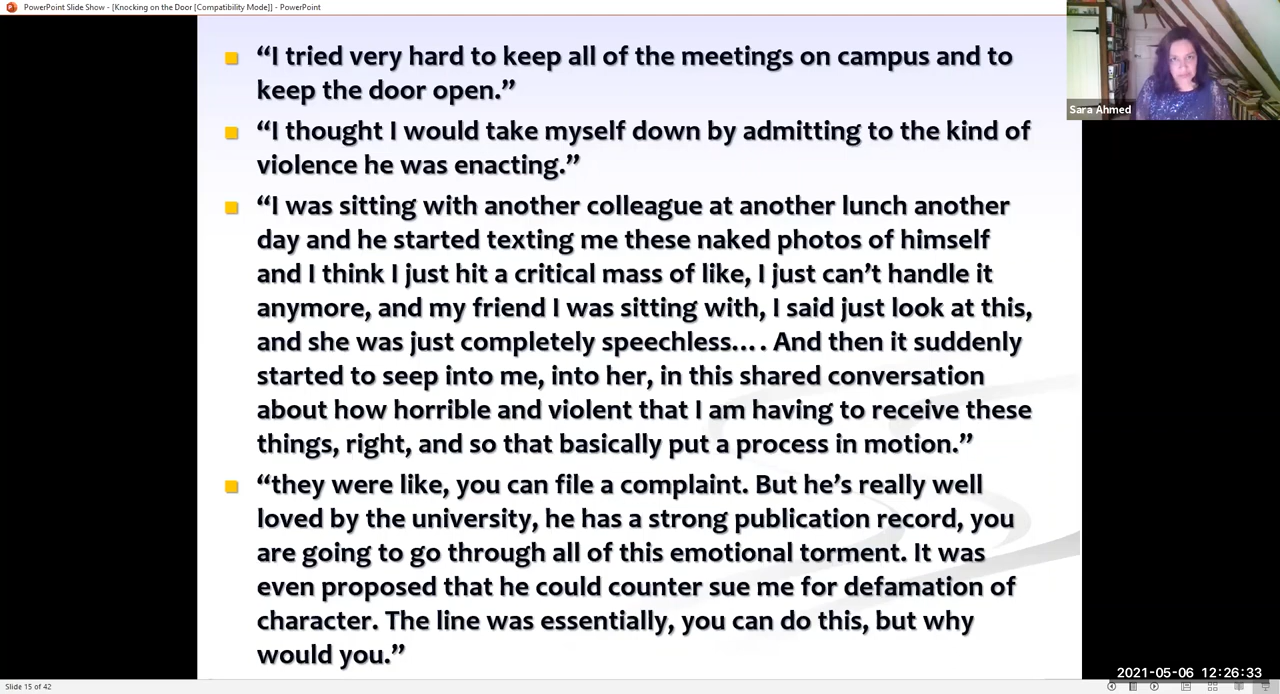 PowerPoint Slide Show - [Knocking on the Door [Compatibility Mode]] - PowerPoint
“I tried very hard to keep all of the meetings on campus and to
keep the door open.”
“I thought I would take myself down by admitting to the kind of
violence he was enacting.”
“I was sitting with another colleague at another lunch another
day and he started texting me these naked photos of himself
and I think I just hit a critical mass of like, I just can’t handle it
anymore, and my friend I was sitting with, I said just look at this,
and she was just completely speechless…. And then it suddenly
started to seep into me, into her, in this shared conversation
about how horrible and violent that I am having to receive these
things, right, and so that basically put a process in motion.”
“they were like, you can file a complaint. But he’s really well
loved by the university, he has a strong publication record, you
are going to go through all of this emotional torment. It was
even proposed that he could counter sue me for defamation of
character. The line was essentially, you can do this, but why
would you.”
Sara Ahmed
2021-05-06 12:26:33
Slide 15 of 42